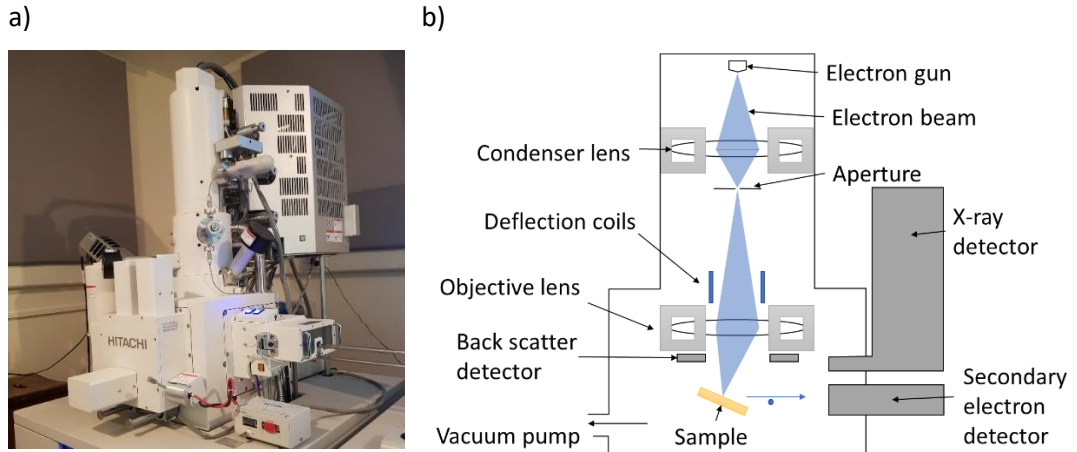 a)
b)
HITACHI
Electron gun
Electron beam
Condenser lens
Aperture
Deflection coils
X-ray
detector
Objective lens
Back scatter
detector
Secondary
electron
detector
Vacuum pump
Sample